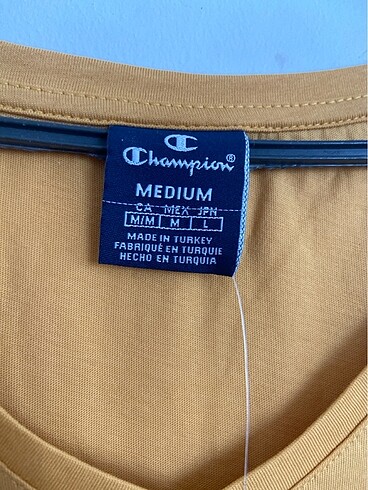 Champion®
MEDIUM
CA MEX JPN
M/M M L
MADE IN TURKEY
FABRIQUÉ EN TURQUIE
HECHO EN TURQUIA